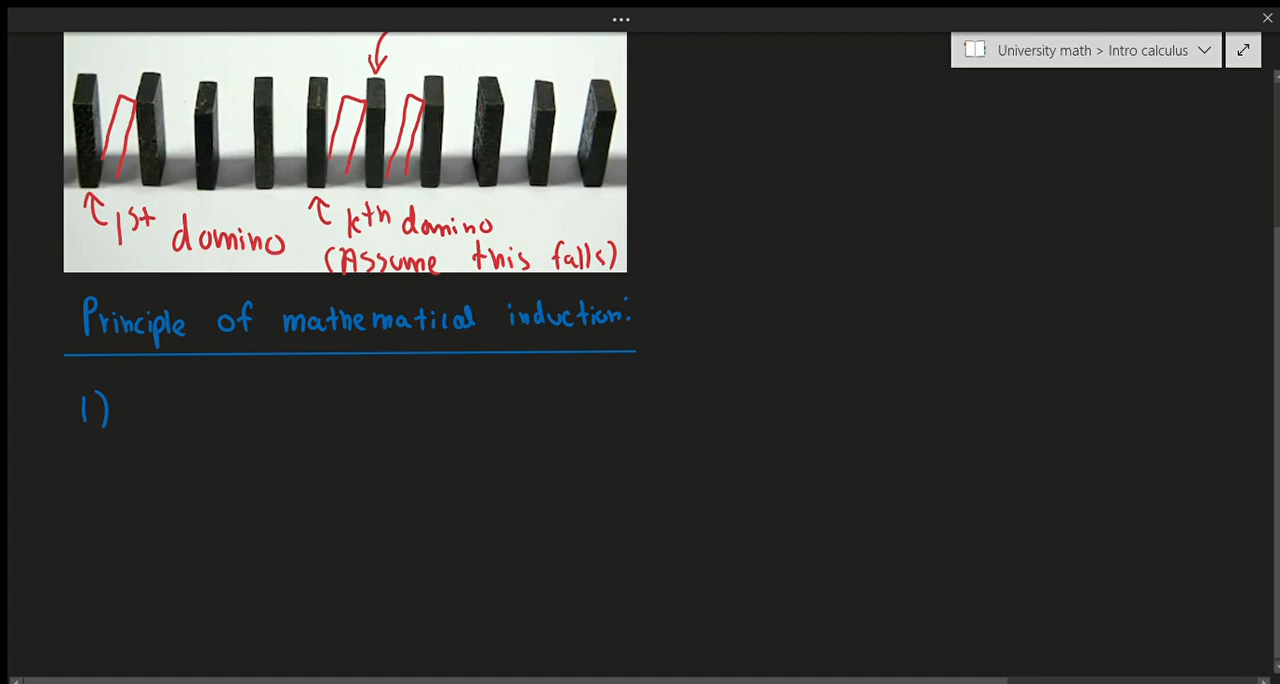 University math > Intro calculus
1st domino
kth domino
(Assume this falls)
Principle of mathematical induction:
1)